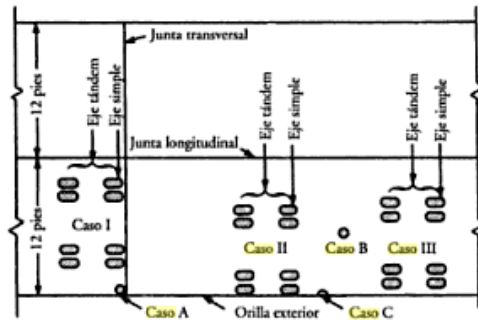 Junta transversal
12 pies
Eje tándem
Eje simple
Eje tándem
Eje simple
Eje tándem
Eje simple
Junta longitudinal
12 pies
Caso I
Caso II
Caso B
Caso III
Caso A
Orilla exterior
Caso C